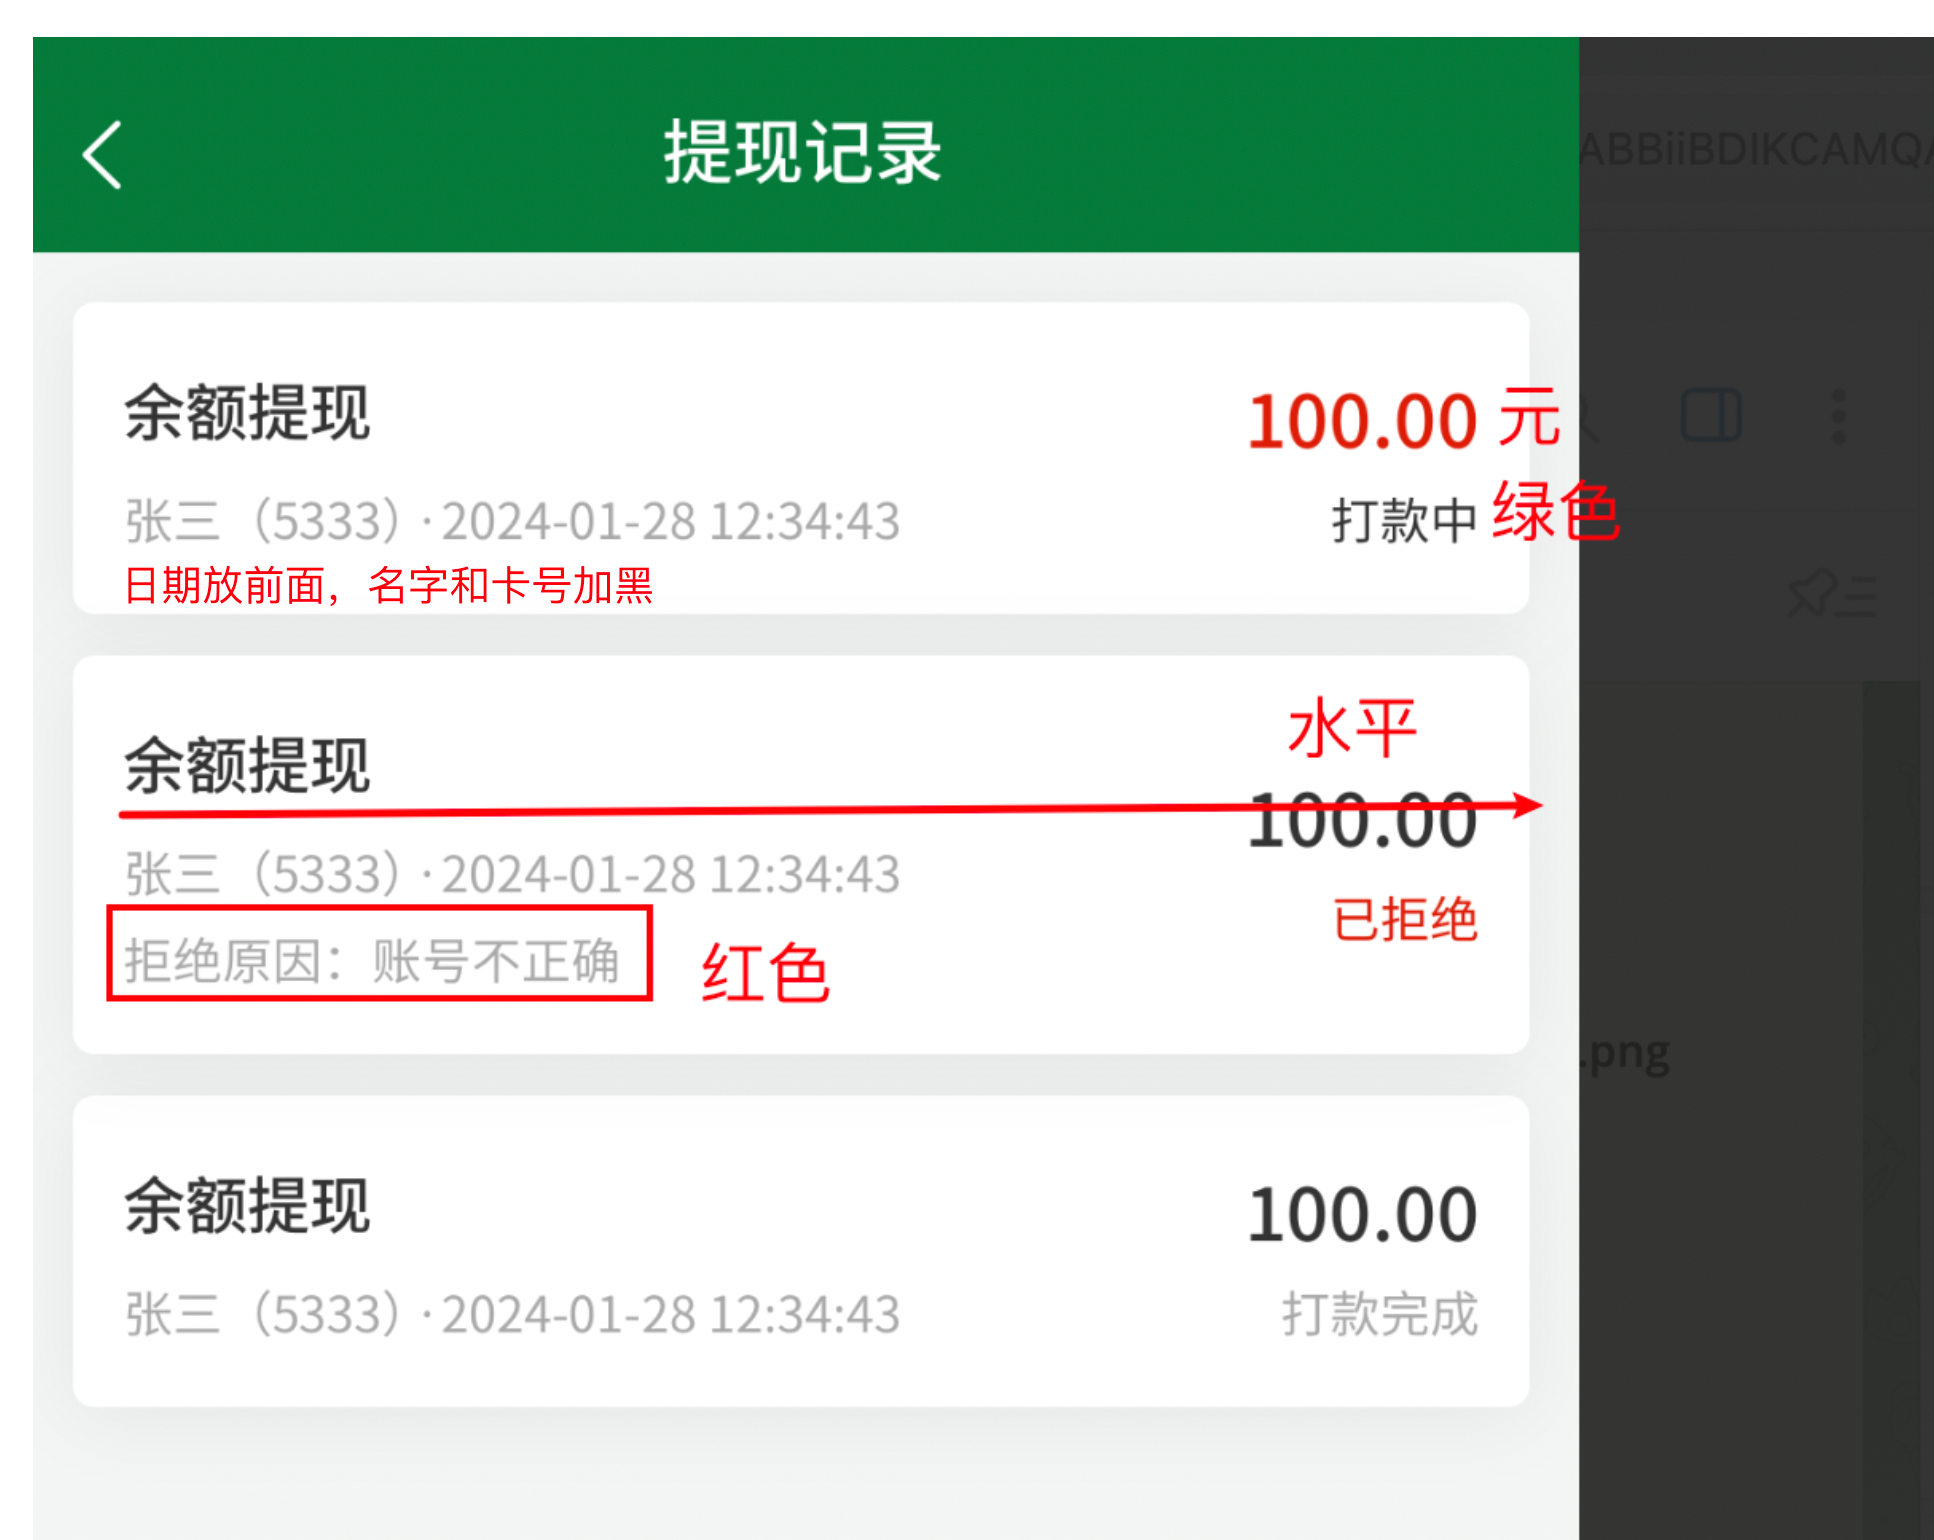 提现记录
ABBiiBDIKCAMQA
余额提现
100.00 元
张三（5333）· 2024-01-28 12:34:43
打款中 绿色
日期放前面，名字和卡号加黑
水平
余额提现
100.00
张三（5333）· 2024-01-28 12:34:43
已拒绝
拒绝原因：账号不正确
红色
.png
余额提现
100.00
张三（5333）· 2024-01-28 12:34:43
打款完成